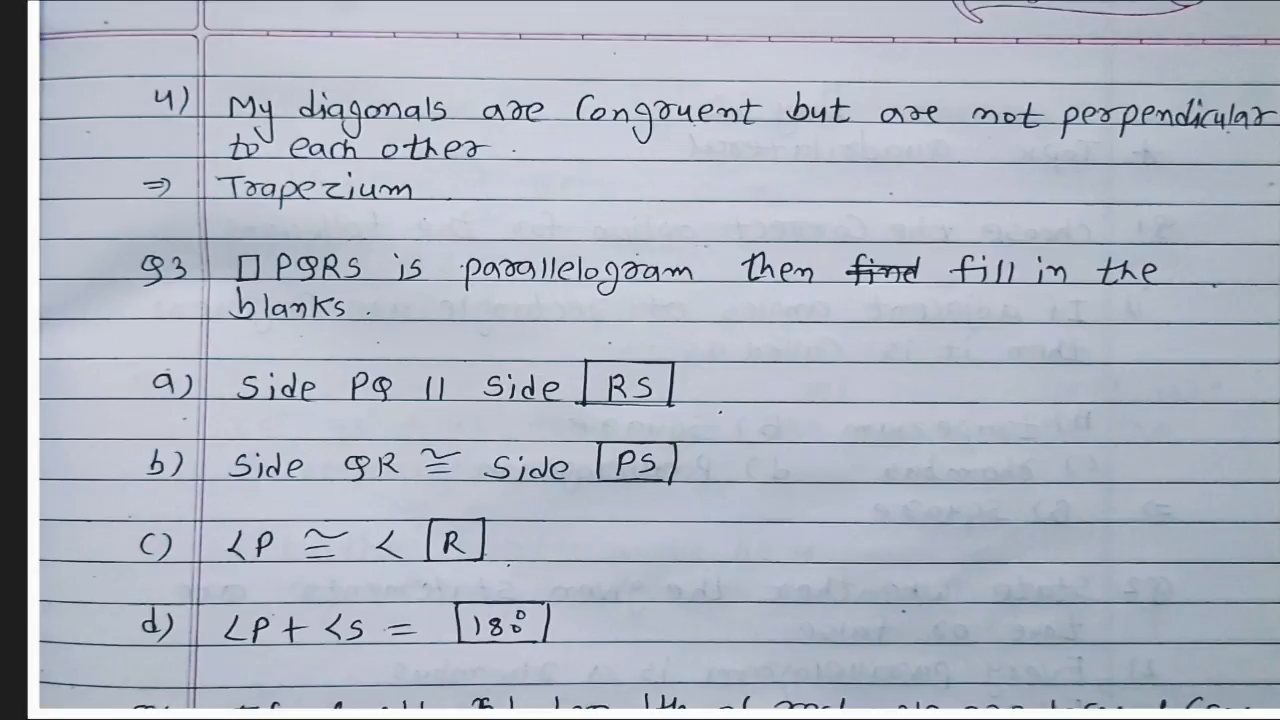 4) My diagonals are Congruent but are not perpendicular
to each other.
⇒ Trapezium.
Q3 □ PQRS is parallelogram then find fill in the
blanks.
a) Side PQ || Side RS
b) Side QR ≅ Side PS
c) <P ≅ < R
d) <P + <S = 180°